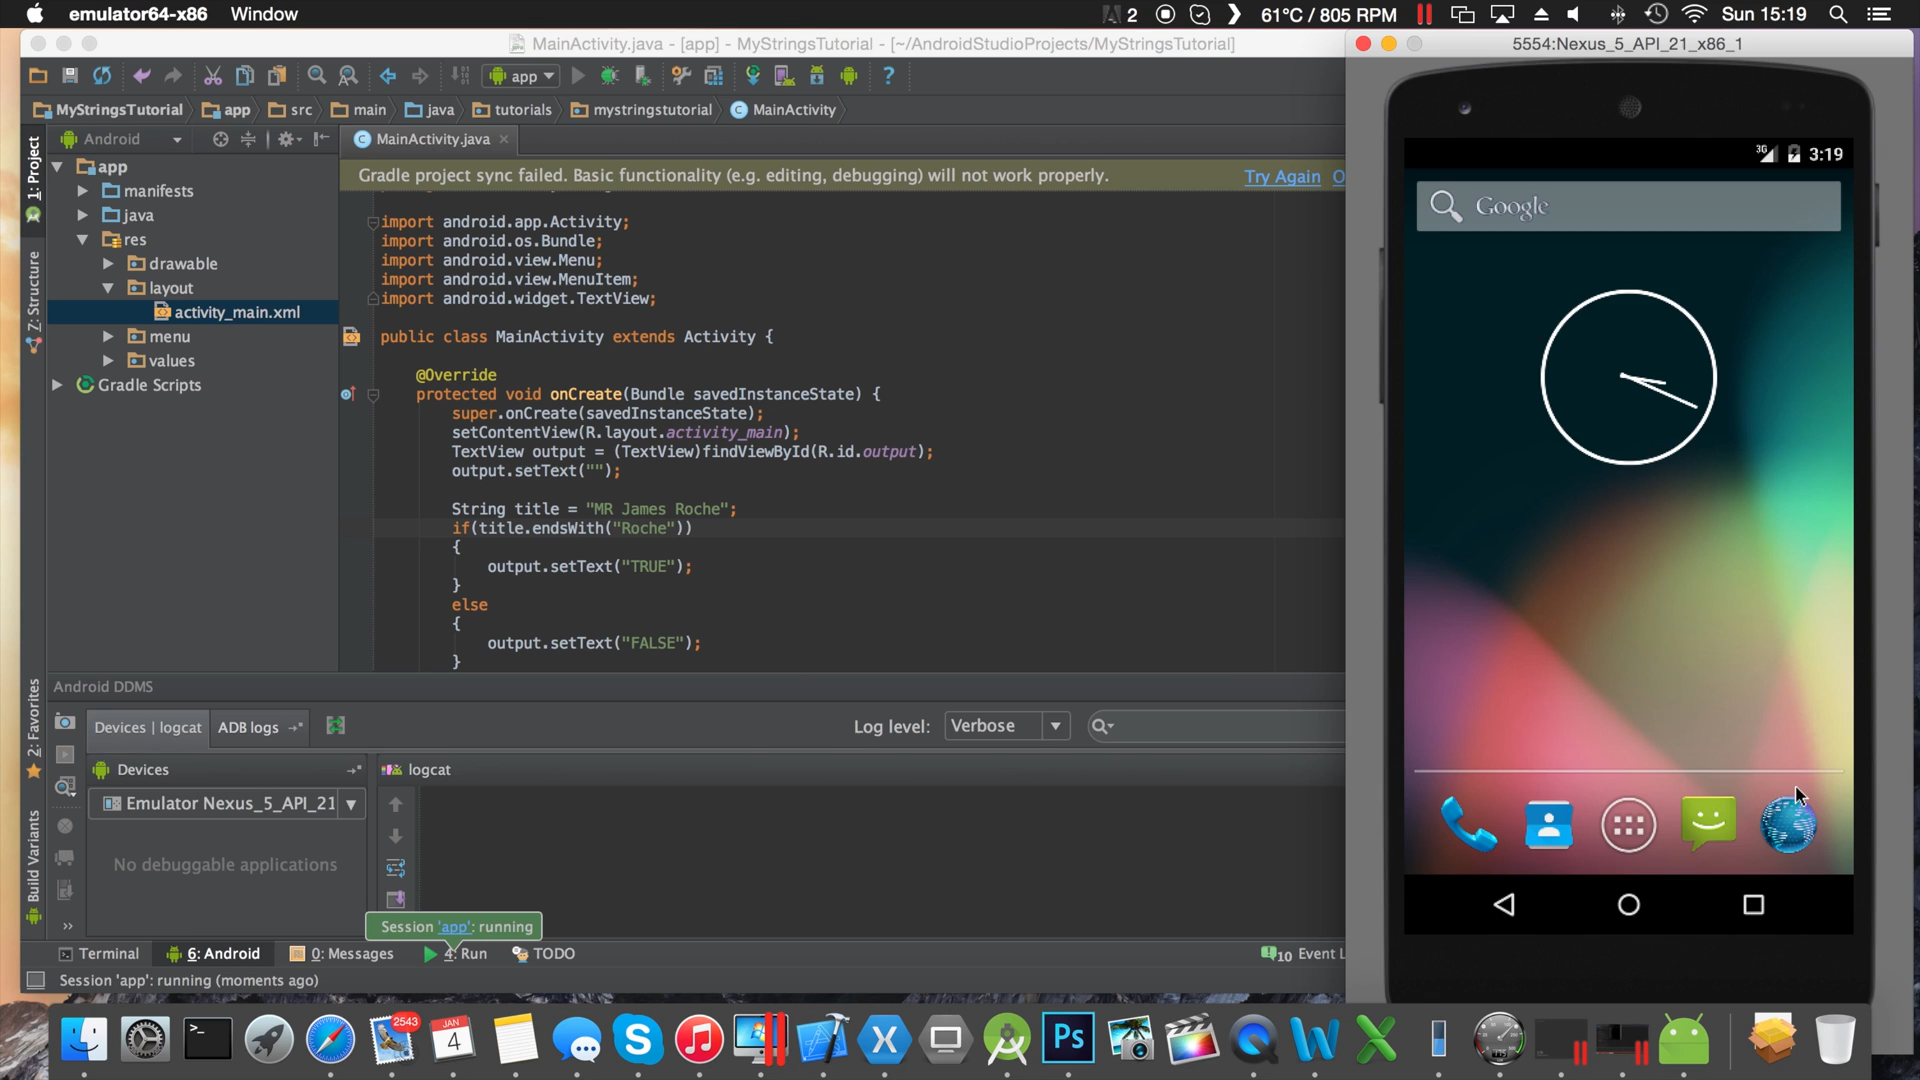 emulator64-x86 Window 2 61°C / 805 RPM Sun 15:19
MainActivity.java - [app] - MyStringsTutorial - [~/AndroidStudioProjects/MyStringsTutorial]
5554:Nexus_5_API_21_x86_1
app
MyStringsTutorial app src main java tutorials mystringstutorial MainActivity
1: Project
Z: Structure
2: Favorites
Build Variants
Android
MainActivity.java
app
manifests
java
res
drawable
layout
activity_main.xml
menu
values
Gradle Scripts
Gradle project sync failed. Basic functionality (e.g. editing, debugging) will not work properly. Try Again
import android.app.Activity;
import android.os.Bundle;
import android.view.Menu;
import android.view.MenuItem;
import android.widget.TextView;
public class MainActivity extends Activity {
@Override
protected void onCreate(Bundle savedInstanceState) {
super.onCreate(savedInstanceState);
setContentView(R.layout.activity_main);
TextView output = (TextView)findViewById(R.id.output);
output.setText("");
String title = "MR James Roche";
if(title.endsWith("Roche"))
{
output.setText("TRUE");
}
else
{
output.setText("FALSE");
}
Android DDMS
Devices | logcat ADB logs Log level: Verbose
Devices logcat
Emulator Nexus_5_API_21
No debuggable applications
Session 'app': running
Terminal 6: Android 0: Messages 4: Run TODO 10 Event L
Session 'app': running (moments ago)
3G 3:19
Google
2543
JAN
4
Ps